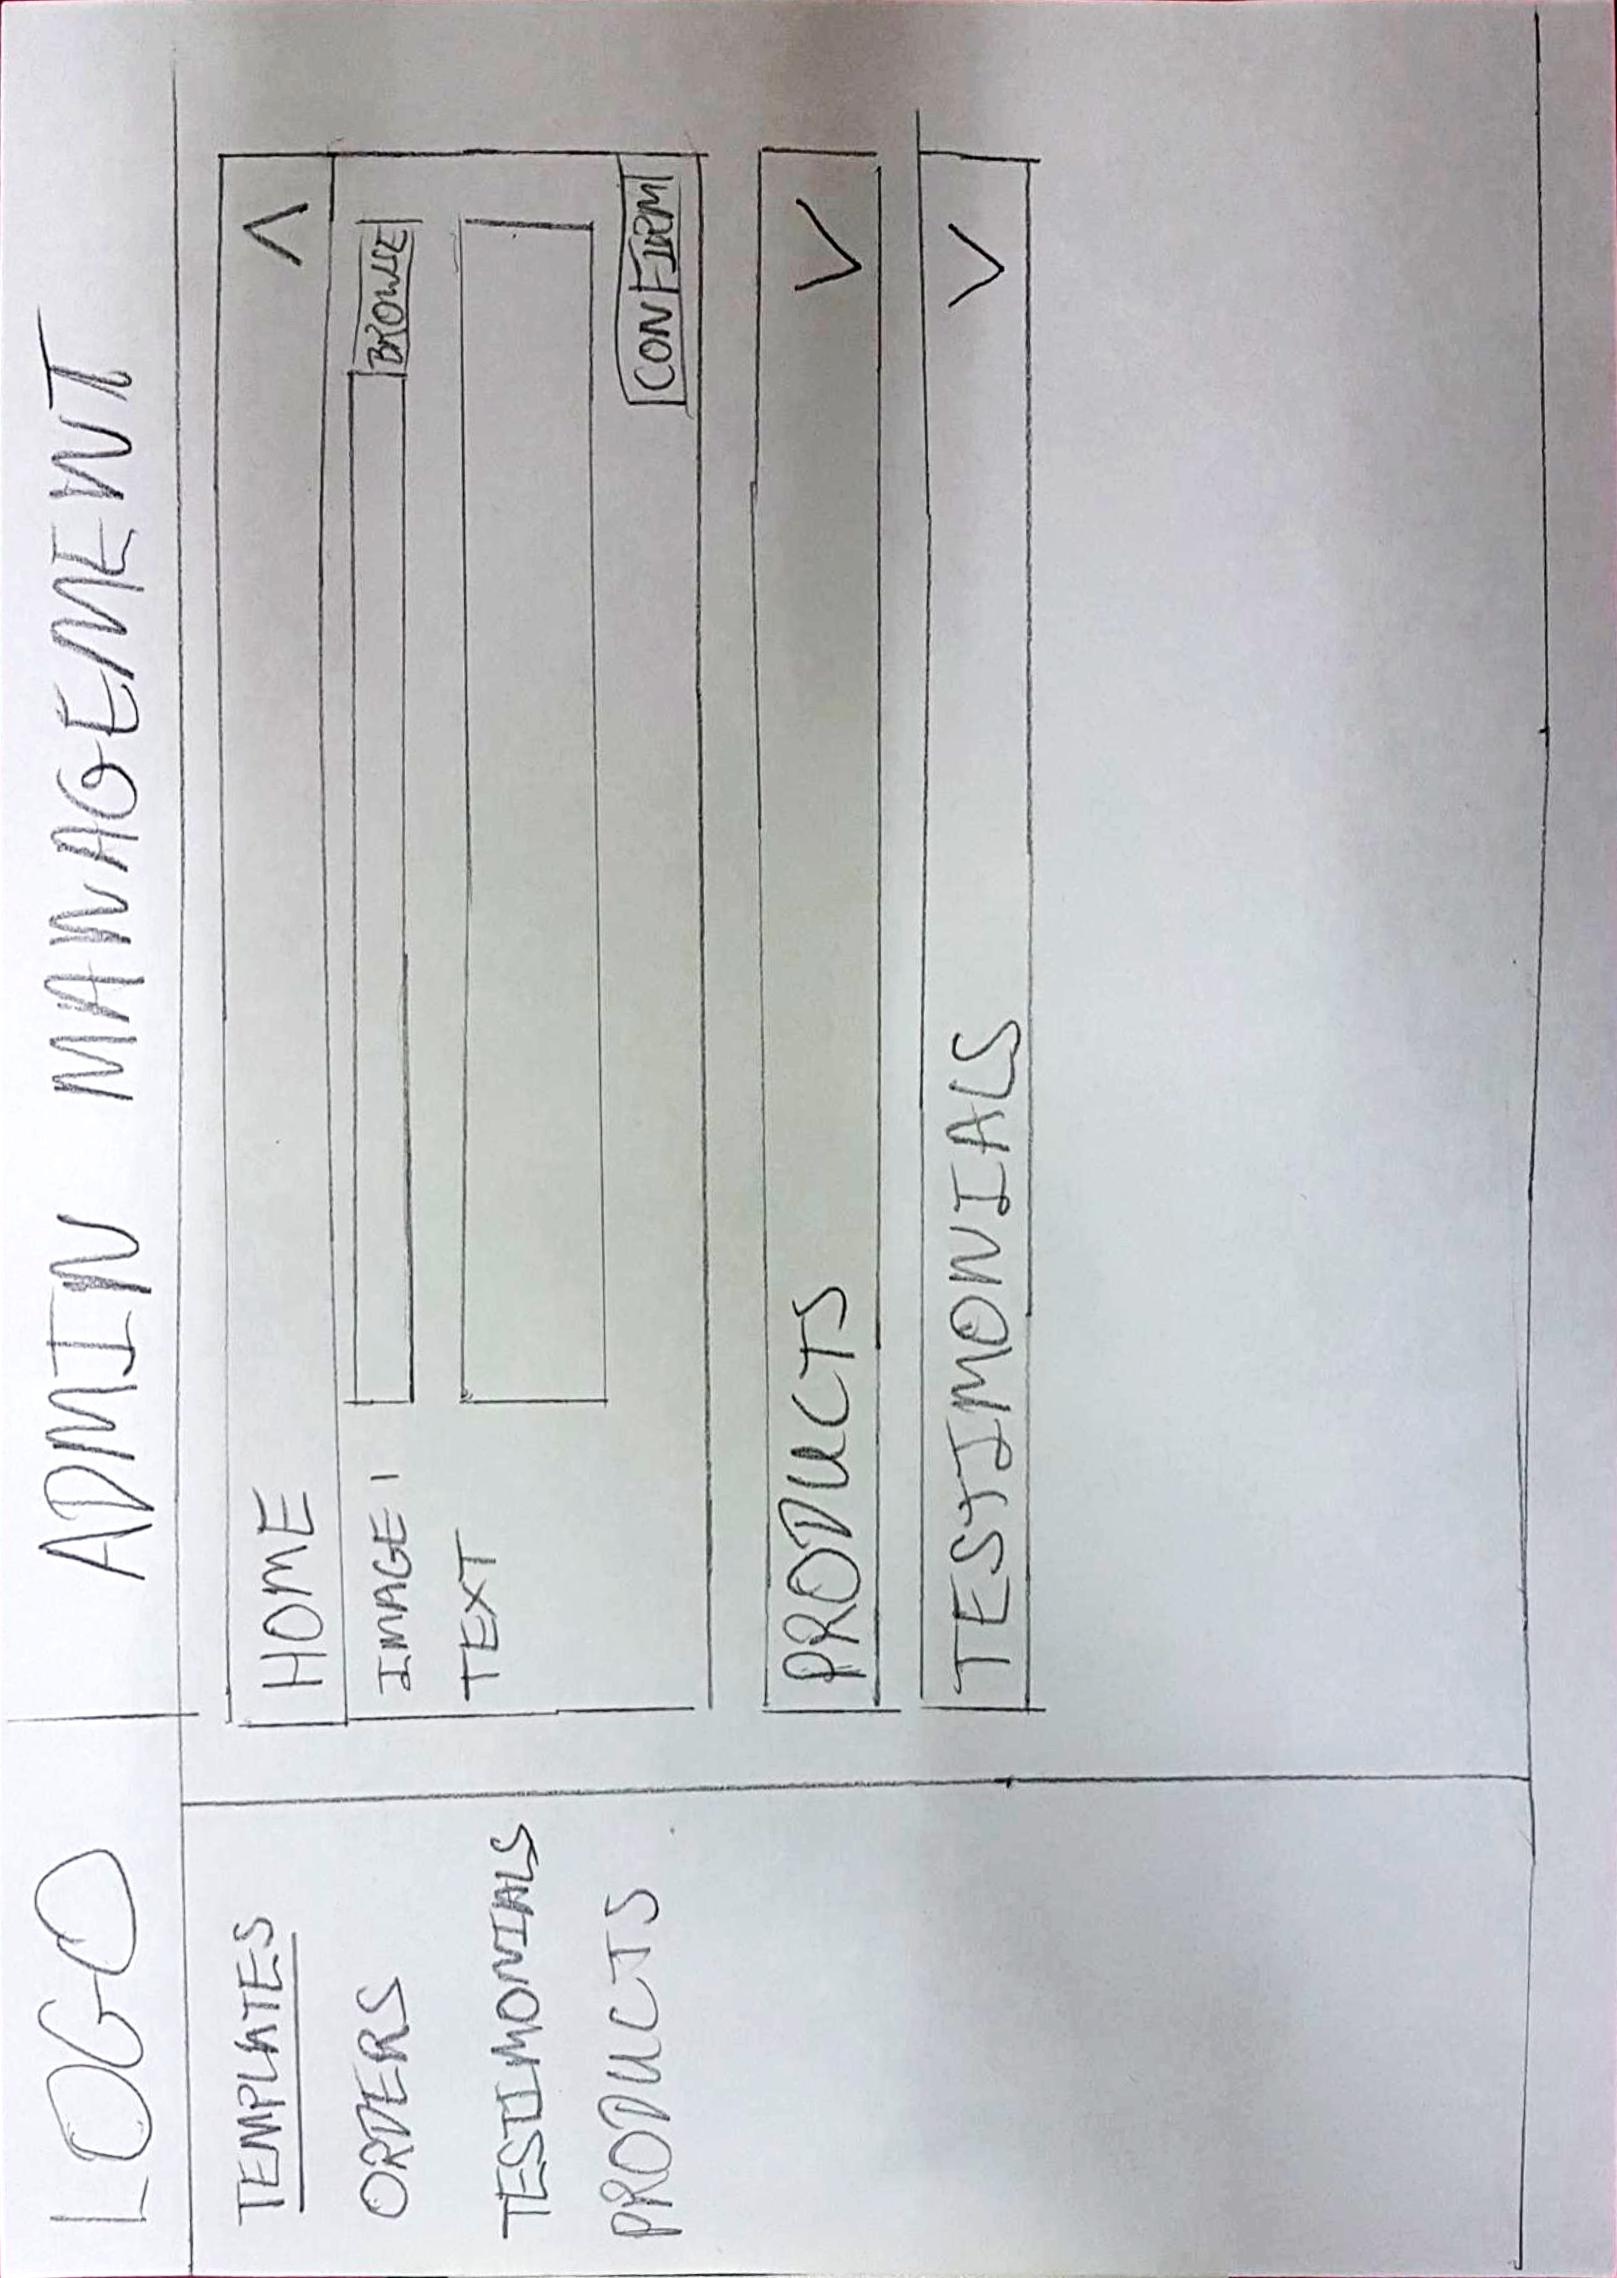 LOGO
ADMIN MANAGEMENT
TEMPLATES
ORDERS
TESTIMONIALS
PRODUCTS
HOME
IMAGE 1
BROWSE
TEXT
CONFIRM
PRODUCTS
TESTIMONIALS